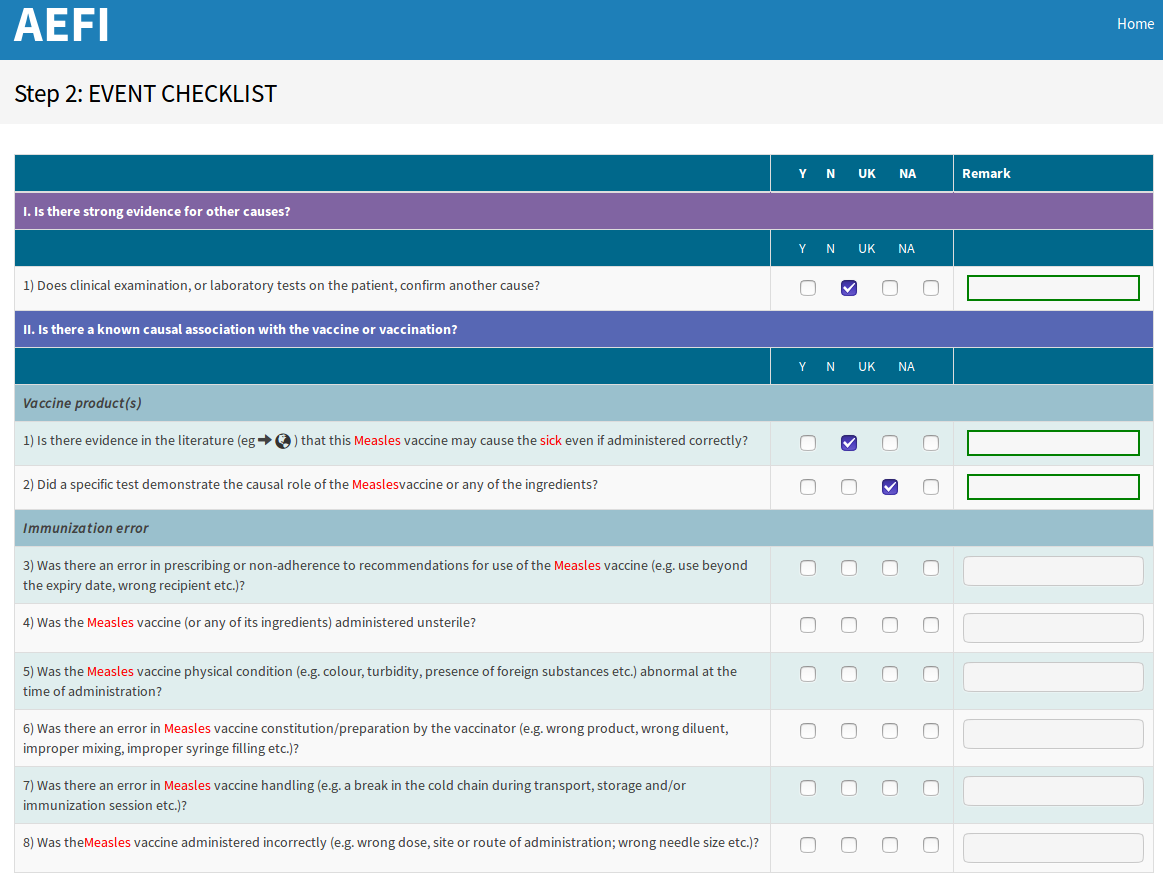 AEFI
Home
Step 2: EVENT CHECKLIST
Y N UK NA Remark
I. Is there strong evidence for other causes?
Y N UK NA
1) Does clinical examination, or laboratory tests on the patient, confirm another cause?
II. Is there a known causal association with the vaccine or vaccination?
Y N UK NA
Vaccine product(s)
1) Is there evidence in the literature (eg ) that this Measles vaccine may cause the sick even if administered correctly?
2) Did a specific test demonstrate the causal role of the Measlesvaccine or any of the ingredients?
Immunization error
3) Was there an error in prescribing or non-adherence to recommendations for use of the Measles vaccine (e.g. use beyond
the expiry date, wrong recipient etc.)?
4) Was the Measles vaccine (or any of its ingredients) administered unsterile?
5) Was the Measles vaccine physical condition (e.g. colour, turbidity, presence of foreign substances etc.) abnormal at the
time of administration?
6) Was there an error in Measles vaccine constitution/preparation by the vaccinator (e.g. wrong product, wrong diluent,
improper mixing, improper syringe filling etc.)?
7) Was there an error in Measles vaccine handling (e.g. a break in the cold chain during transport, storage and/or
immunization session etc.)?
8) Was theMeasles vaccine administered incorrectly (e.g. wrong dose, site or route of administration; wrong needle size etc.)?